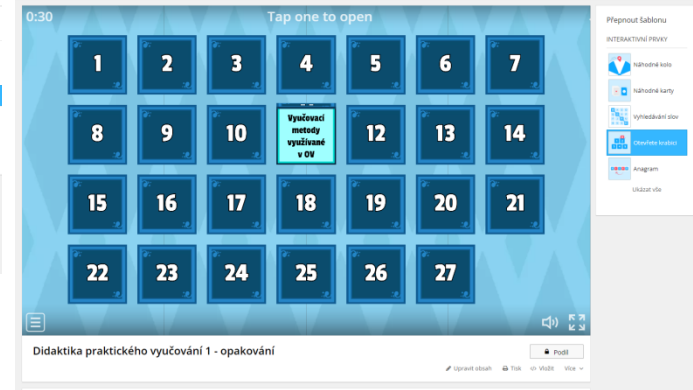 0:30
Tap one to open
1 2 3 4 5 6 7
8 9 10
Vyučovací
metody
využívané
v OV
12 13 14
15 16 17 18 19 20 21
22 23 24 25 26 27
Didaktika praktického vyučování 1 - opakování
Podíl
Upravit obsah Tisk Vložit Více
Přepnout šablonu
INTERAKTIVNÍ PRVKY
Náhodné kolo
Náhodné karty
Vyhledávání slov
Otevřete krabici
Anagram
Ukázat vše